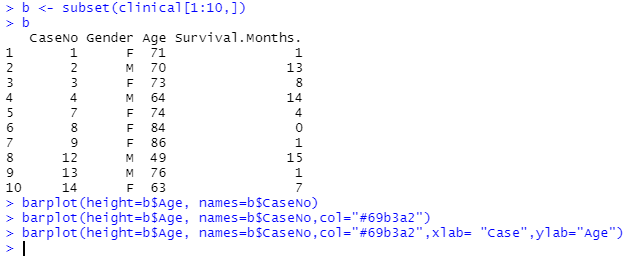 > b <- subset(clinical[1:10,])
> b
   CaseNo Gender Age Survival.Months.
1       1      F  71                1
2       2      M  70               13
3       3      F  73                8
4       4      M  64               14
5       7      F  74                4
6       8      F  84                0
7       9      F  86                1
8      12      M  49               15
9      13      M  76                1
10     14      F  63                7
> barplot(height=b$Age, names=b$CaseNo)
> barplot(height=b$Age, names=b$CaseNo,col="#69b3a2")
> barplot(height=b$Age, names=b$CaseNo,col="#69b3a2",xlab= "Case",ylab="Age")
>